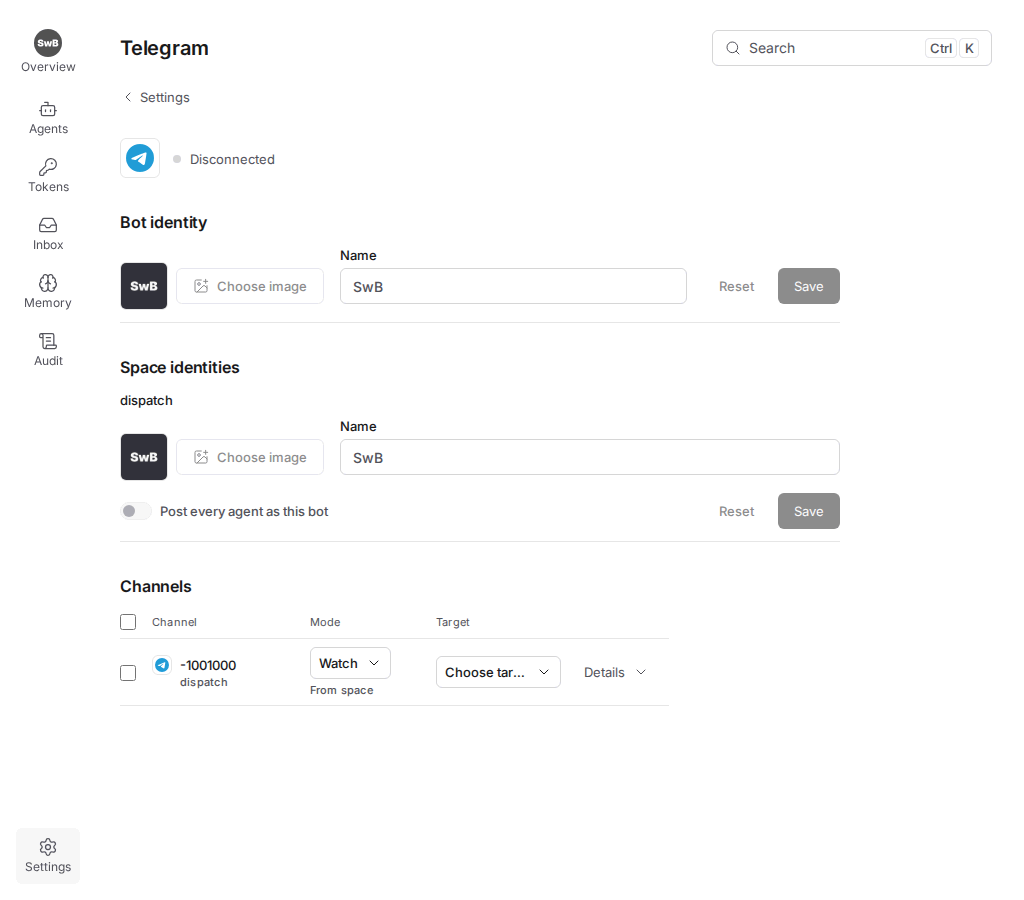 SwB
Overview
Agents
Tokens
Inbox
Memory
Audit
Settings
Telegram
Search Ctrl K
Settings
Disconnected
Bot identity
Name
SwB Choose image SwB Reset Save
Space identities
dispatch
Name
SwB Choose image SwB
Post every agent as this bot Reset Save
Channels
Channel Mode Target
-1001000 Watch Choose tar... Details
dispatch From space